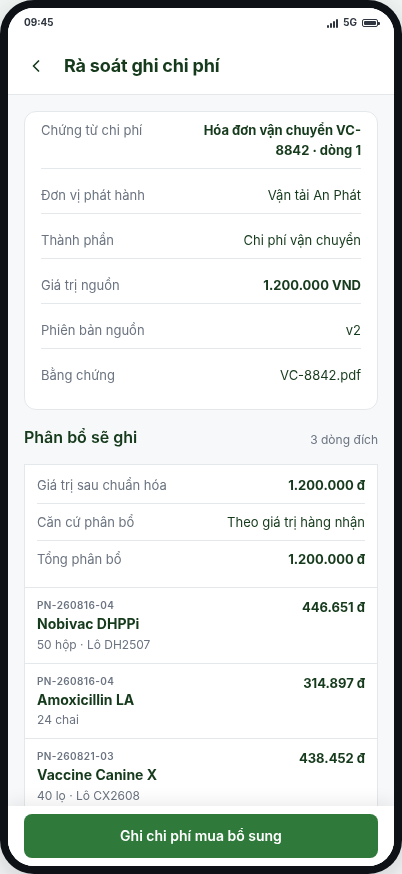 09:45
5G
Rà soát ghi chi phí
Chứng từ chi phí
Hóa đơn vận chuyển VC-
8842 · dòng 1
Đơn vị phát hành
Vận tải An Phát
Thành phần
Chi phí vận chuyển
Giá trị nguồn
1.200.000 VND
Phiên bản nguồn
v2
Bằng chứng
VC-8842.pdf
Phân bổ sẽ ghi
3 dòng đích
Giá trị sau chuẩn hóa
1.200.000 đ
Căn cứ phân bổ
Theo giá trị hàng nhận
Tổng phân bổ
1.200.000 đ
PN-260816-04
446.651 đ
Nobivac DHPPi
50 hộp · Lô DH2507
PN-260816-04
314.897 đ
Amoxicillin LA
24 chai
PN-260821-03
438.452 đ
Vaccine Canine X
40 lọ · Lô CX2608
Ghi chi phí mua bổ sung